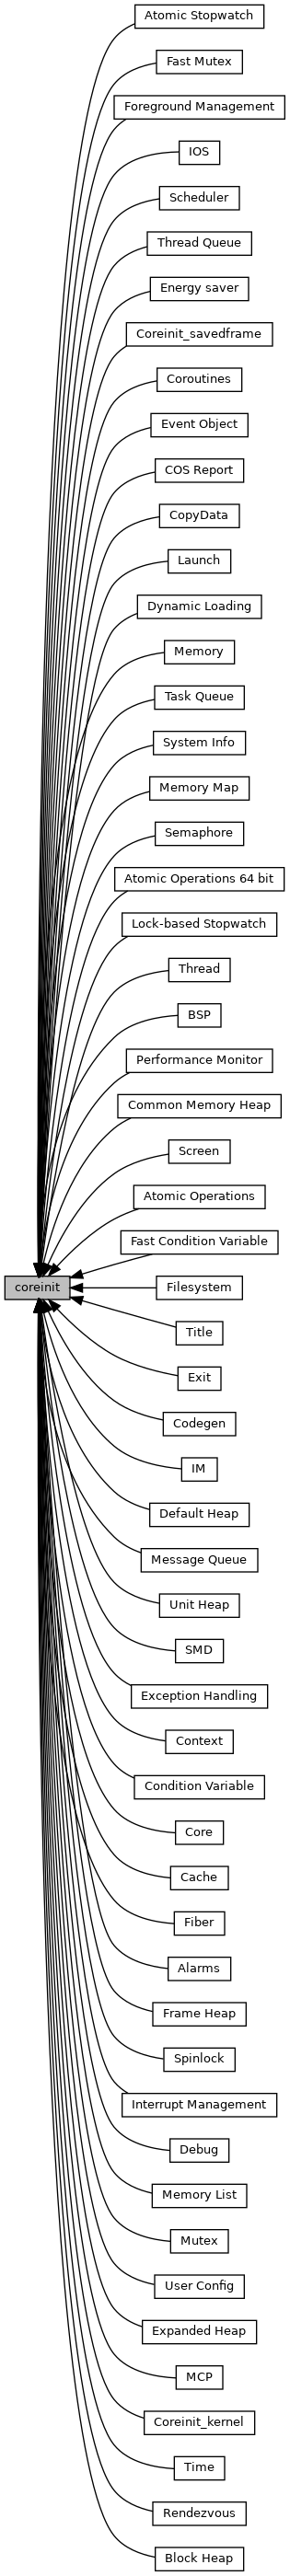 Atomic Stopwatch
Fast Mutex
Foreground Management
IOS
Scheduler
Thread Queue
Energy saver
Coreinit_savedframe
Coroutines
Event Object
COS Report
CopyData
Launch
Dynamic Loading
Memory
Task Queue
System Info
Memory Map
Semaphore
Atomic Operations 64 bit
Lock-based Stopwatch
Thread
BSP
Performance Monitor
Common Memory Heap
Screen
Atomic Operations
Fast Condition Variable
coreinit
Filesystem
Title
Exit
Codegen
IM
Default Heap
Message Queue
Unit Heap
SMD
Exception Handling
Context
Condition Variable
Core
Cache
Fiber
Alarms
Frame Heap
Spinlock
Interrupt Management
Debug
Memory List
Mutex
User Config
Expanded Heap
MCP
Coreinit_kernel
Time
Rendezvous
Block Heap